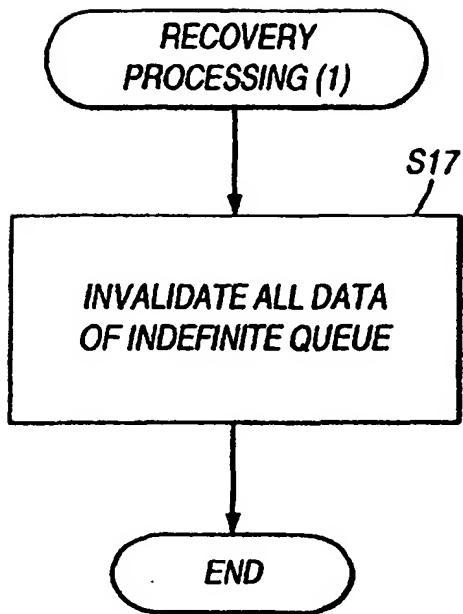 RECOVERY
PROCESSING (1)
S17
INVALIDATE ALL DATA
OF INDEFINITE QUEUE
END